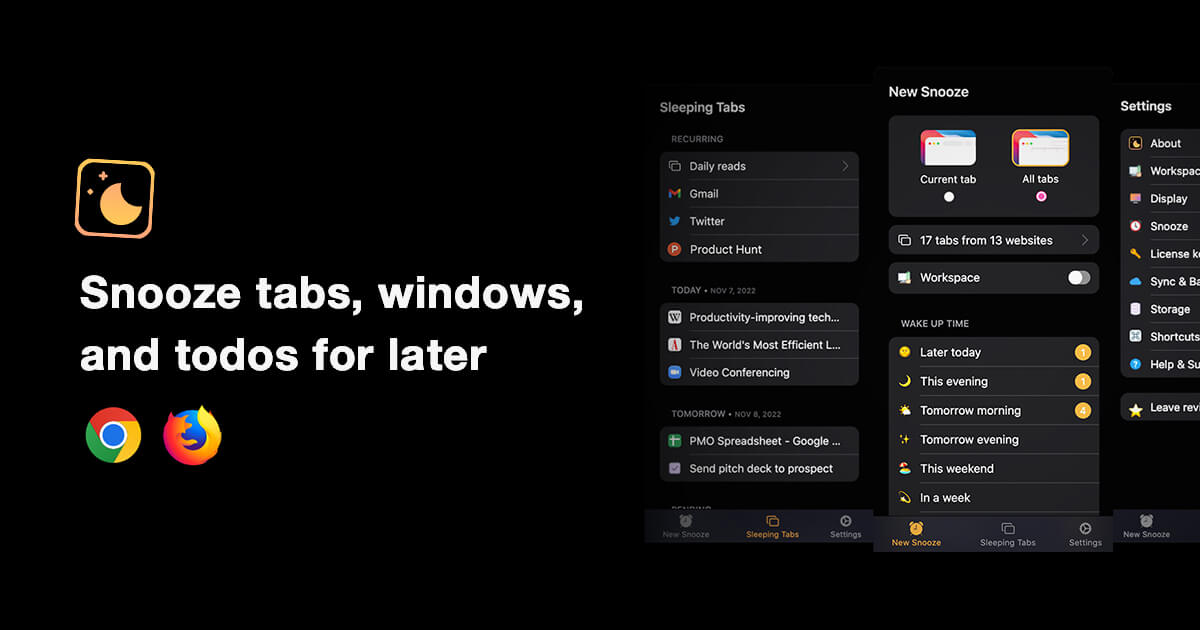 Snooze tabs, windows,
and todos for later
Sleeping Tabs
RECURRING
Daily reads
Gmail
Twitter
Product Hunt
TODAY • NOV 7, 2022
Productivity-improving tech...
The World's Most Efficient L...
Video Conferencing
TOMORROW • NOV 8, 2022
PMO Spreadsheet - Google ...
Send pitch deck to prospect
PENDING
New Snooze
Sleeping Tabs
Settings
New Snooze
Current tab
All tabs
17 tabs from 13 websites
Workspace
WAKE UP TIME
Later today 1
This evening 1
Tomorrow morning 4
Tomorrow evening
This weekend
In a week
New Snooze
Sleeping Tabs
Settings
Settings
About
Workspac
Display
Snooze
License k
Sync & Ba
Storage
Shortcuts
Help & Su
Leave revi
New Snooze